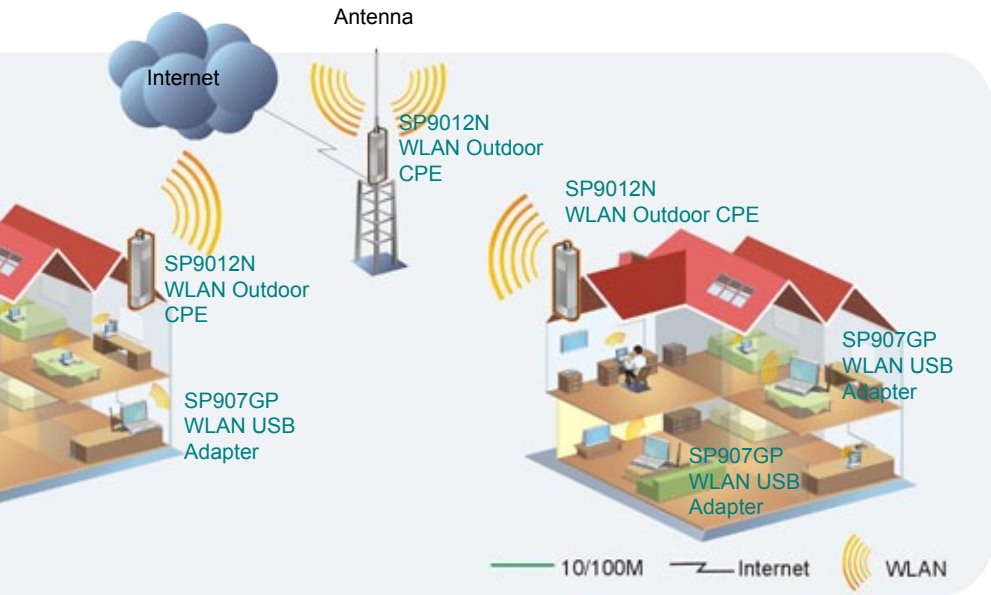 Antenna
Internet
SP9012N
WLAN Outdoor
CPE
SP9012N
WLAN Outdoor CPE
SP9012N
WLAN Outdoor
CPE
SP907GP
WLAN USB
Adapter
SP907GP
WLAN USB
Adapter
SP907GP
WLAN USB
Adapter
10/100M
Internet
WLAN